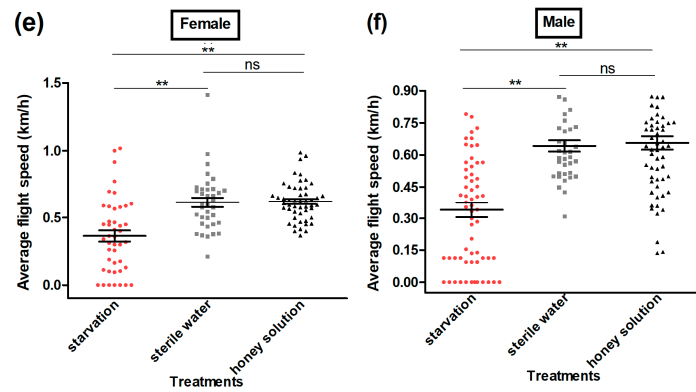 (e)
Female
**
**
ns
Average flight speed (km/h)
1.5
1.0
0.5
0.0
starvation
sterile water
honey solution
Treatments
(f)
Male
**
**
ns
Average flight speed (km/h)
0.90
0.75
0.60
0.45
0.30
0.15
0.00
starvation
sterile water
honey solution
Treatments